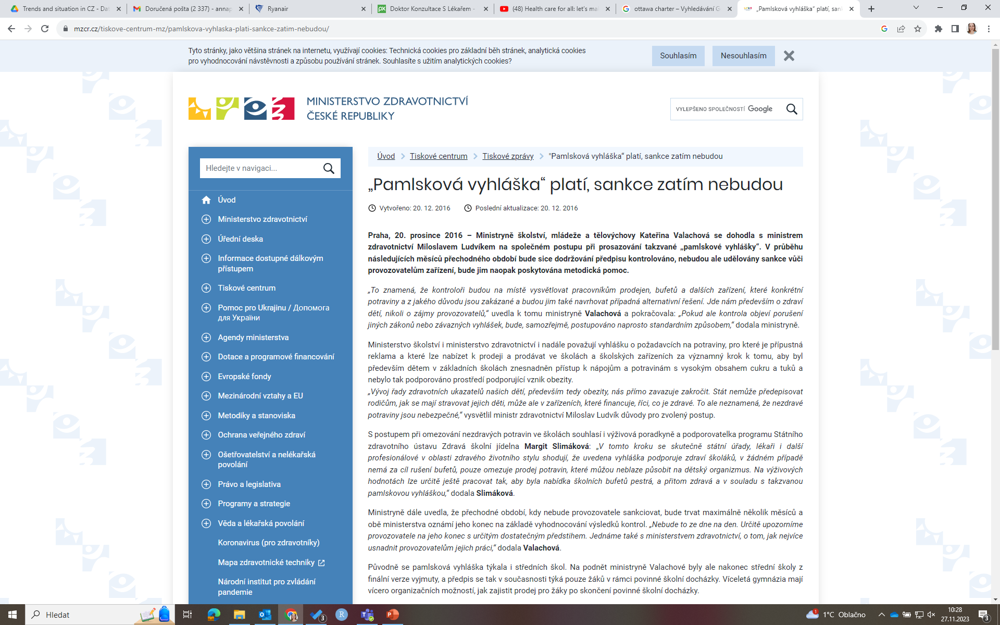 Trends and situation in CZ - Dat
Doručená pošta (2 337) - annap
Ryanair
Doktor Konzultace S Lékařem -
(48) Health care for all: let's mal
ottawa charter – Vyhledávání G
„Pamlsková vyhláška“ platí, sank
mzcr.cz/tiskove-centrum-mz/pamlskova-vyhlaska-plati-sankce-zatim-nebudou/
Tyto stránky, jako většina stránek na internetu, využívají cookies: Technická cookies pro základní běh stránek, analytická cookies
pro vyhodnocování návstěvnosti a způsobu používání stránek. Souhlasíte s užitím analytických cookies?
Souhlasím
Nesouhlasím
MINISTERSTVO ZDRAVOTNICTVÍ
ČESKÉ REPUBLIKY
VYLEPŠENO SPOLEČNOSTÍ Google
Hledejte v navigaci...
Úvod
Ministerstvo zdravotnictví
Úřední deska
Informace dostupné dálkovým
přístupem
Tiskové centrum
Pomoc pro Ukrajinu / Допомога
для України
Agendy ministerstva
Dotace a programové financování
Evropské fondy
Mezinárodní vztahy a EU
Metodiky a stanoviska
Ochrana veřejného zdraví
Ošetřovatelství a nelékařská
povolání
Právo a legislativa
Programy a strategie
Věda a lékařská povolání
Koronavirus (pro zdravotníky)
Mapa zdravotnické techniky
Národní institut pro zvládání
pandemie
Úvod > Tiskové centrum > Tiskové zprávy > "Pamlsková vyhláška“ platí, sankce zatím nebudou
„Pamlsková vyhláška“ platí, sankce zatím nebudou
Vytvořeno: 20. 12. 2016 Poslední aktualizace: 20. 12. 2016
Praha, 20. prosince 2016 – Ministryně školství, mládeže a tělovýchovy Kateřina Valachová se dohodla s ministrem
zdravotnictví Miloslavem Ludvíkem na společném postupu při prosazování takzvané „pamlskové vyhlášky“. V průběhu
následujících měsíců přechodného období bude sice dodržování předpisu kontrolováno, nebudou ale udělovány sankce vůči
provozovatelům zařízení, bude jim naopak poskytována metodická pomoc.
„To znamená, že kontroloři budou na místě vysvětlovat pracovníkům prodejen, bufetů a dalších zařízení, které konkrétní
potraviny a z jakého důvodu jsou zakázané a budou jim také navrhovat případná alternativní řešení. Jde nám především o zdraví
dětí, nikoli o zájmy provozovatelů,“ uvedla k tomu ministryně Valachová a pokračovala: „Pokud ale kontrola objeví porušení
jiných zákonů nebo závazných vyhlášek, bude, samozřejmě, postupováno naprosto standardním způsobem,“ dodala ministryně.
Ministerstvo školství i ministerstvo zdravotnictví i nadále považují vyhlášku o požadavcích na potraviny, pro které je přípustná
reklama a které lze nabízet k prodeji a prodávat ve školách a školských zařízeních za významný krok k tomu, aby byl
především dětem v základních školách znesnadněn přístup k nápojům a potravinám s vysokým obsahem cukru a tuků a
nebylo tak podporováno prostředí podporující vznik obezity.
„Vývoj řady zdravotních ukazatelů našich dětí, především tedy obezity, nás přímo zavazuje zakročit. Stát nemůže předepisovat
rodičům, jak se mají stravovat jejich děti, může ale v zařízeních, které financuje, říci, co je zdravé. To ale neznamená, že nezdravé
potraviny jsou nebezpečné,“ vysvětlil ministr zdravotnictví Miloslav Ludvík důvody pro zvolený postup.
S postupem při omezování nezdravých potravin ve školách souhlasí i výživová poradkyně a podporovatelka programu Státního
zdravotního ústavu Zdravá školní jídelna Margit Slimáková: „V tomto kroku se skutečně státní úřady, lékaři i další
profesionálové v oblasti zdravého životního stylu shodují, že uvedena vyhláška podporuje zdraví školáků, v žádném případě
nemá za cíl rušení bufetů, pouze omezuje prodej potravin, které můžou neblaze působit na dětský organizmus. Na výživových
hodnotách lze určitě ještě pracovat tak, aby byla nabídka školních bufetů pestrá, a přitom zdravá a v souladu s takzvanou
pamlskovou vyhláškou,“ dodala Slimáková.
Ministryně dále uvedla, že přechodné období, kdy nebude provozovatele sankciovat, bude trvat maximálně několik měsíců a
obě ministerstva oznámí jeho konec na základě vyhodnocování výsledků kontrol. „Nebude to ze dne na den. Určitě upozorníme
provozovatele na jeho konec s určitým dostatečným předstihem. Jednáme také s ministerstvem zdravotnictví, o tom, jak nejvíce
usnadnit provozovatelům jejich práci,“ dodala Valachová.
Původně se pamlsková vyhláška týkala i středních škol. Na podnět ministryně Valachové byly ale nakonec střední školy z
finální verze vyjmuty, a předpis se tak v současnosti týká pouze žáků v rámci povinné školní docházky. Víceletá gymnázia mají
vícero organizačních možností, jak zajistit prodej pro žáky po skončení povinné školní docházky.
Hledat
3
1
1°C Oblačno
10:28
27.11.2023
3